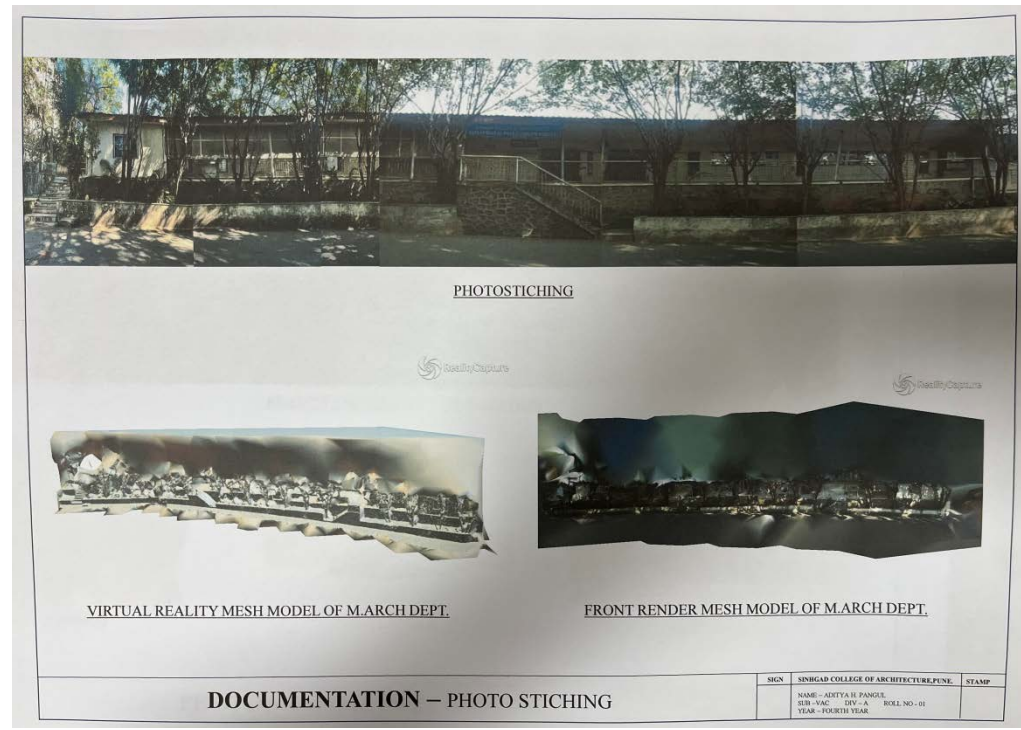 PHOTOSTICHING
RealityCapture
RealityCapture
VIRTUAL REALITY MESH MODEL OF M.ARCH DEPT.
FRONT RENDER MESH MODEL OF M.ARCH DEPT.
DOCUMENTATION – PHOTO STICHING
SIGN
SINHGAD COLLEGE OF ARCHITECTURE,PUNE.
STAMP
NAME – ADITYA H. PANGUL
SUB –VAC DIV – A ROLL NO - 01
YEAR – FOURTH YEAR